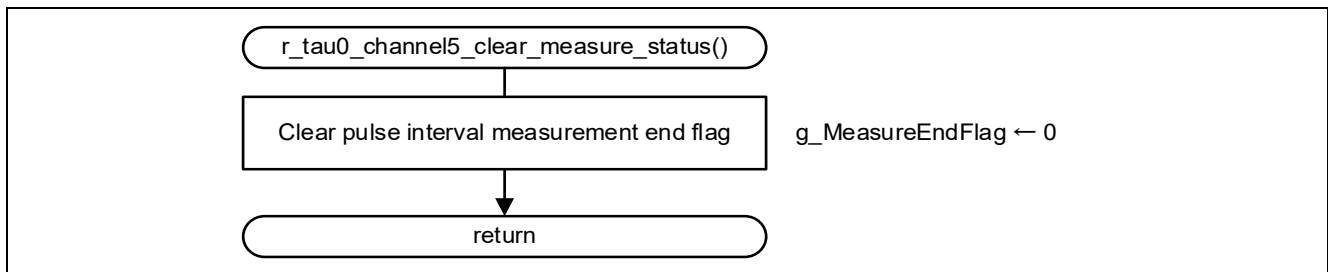 r_tau0_channel5_clear_measure_status()
Clear pulse interval measurement end flag g_MeasureEndFlag ← 0
return